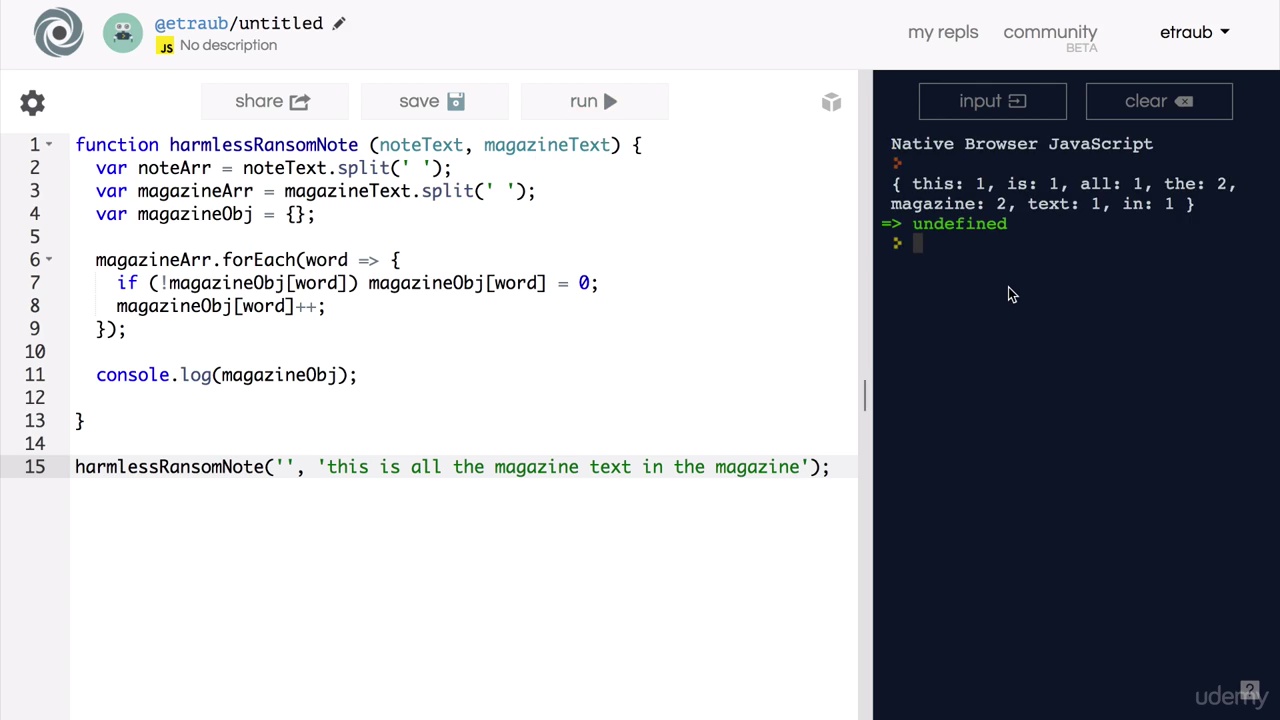 @etraub/untitled
JS No description
my repls
community
BETA
etraub
share
save
run
input
clear
1 function harmlessRansomNote (noteText, magazineText) {
2 var noteArr = noteText.split(' ');
3 var magazineArr = magazineText.split(' ');
4 var magazineObj = {};
5
6 magazineArr.forEach(word => {
7 if (!magazineObj[word]) magazineObj[word] = 0;
8 magazineObj[word]++;
9 });
10
11 console.log(magazineObj);
12
13 }
14
15 harmlessRansomNote('', 'this is all the magazine text in the magazine');
Native Browser JavaScript
{ this: 1, is: 1, all: 1, the: 2,
magazine: 2, text: 1, in: 1 }
=> undefined
udemy
?